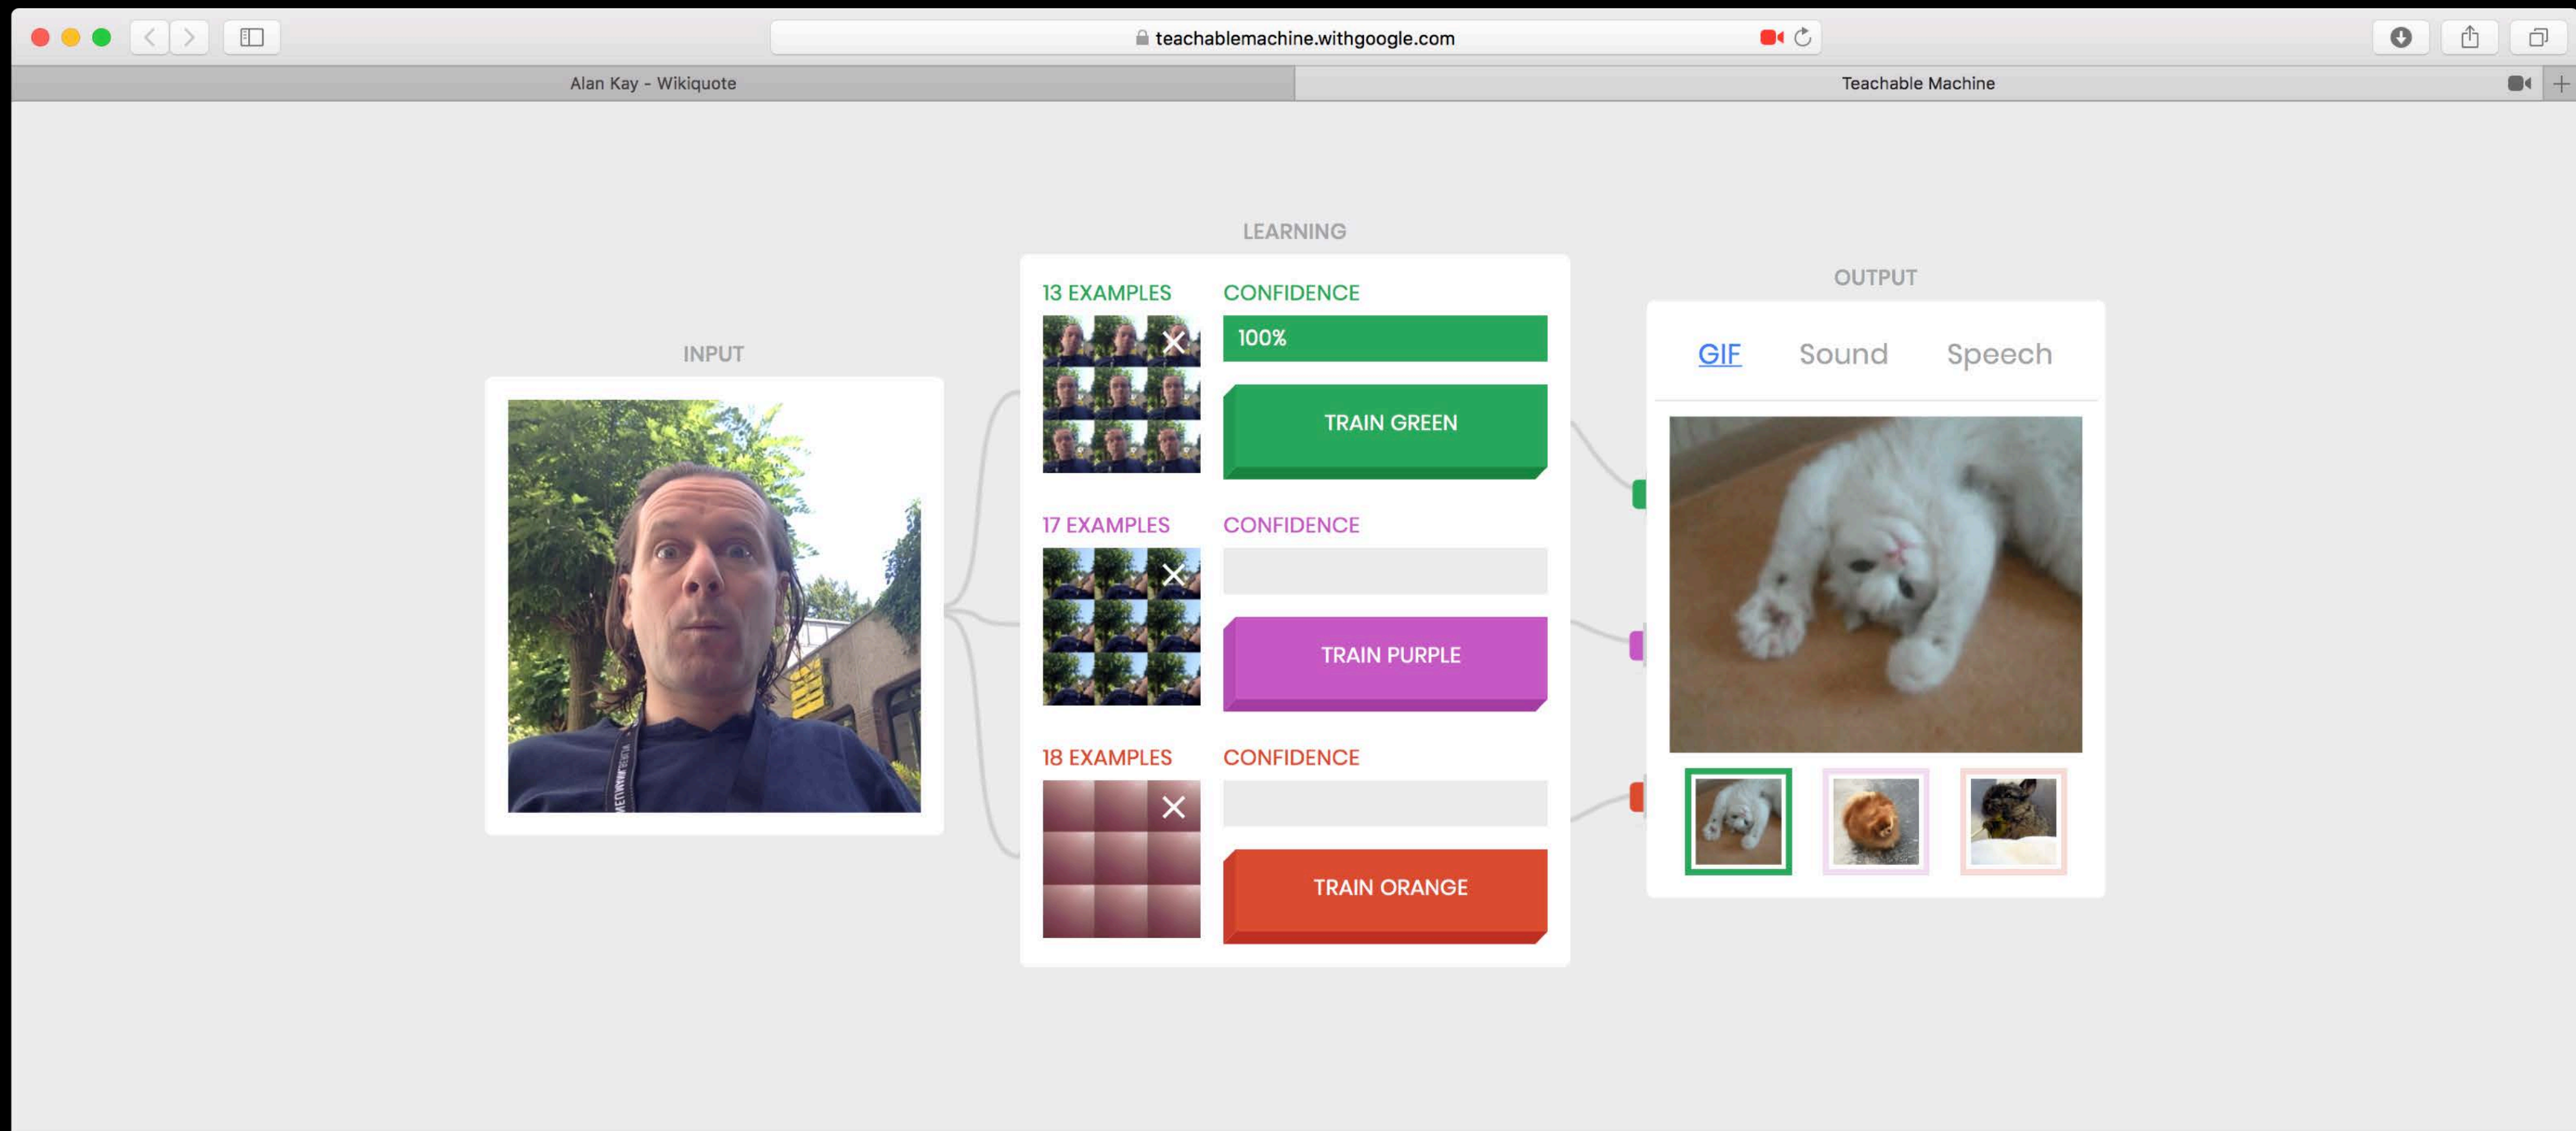 teachablemachine.withgoogle.com
Alan Kay - Wikiquote
Teachable Machine
INPUT
LEARNING
13 EXAMPLES
CONFIDENCE
100%
TRAIN GREEN
17 EXAMPLES
CONFIDENCE
TRAIN PURPLE
18 EXAMPLES
CONFIDENCE
TRAIN ORANGE
OUTPUT
GIF Sound Speech